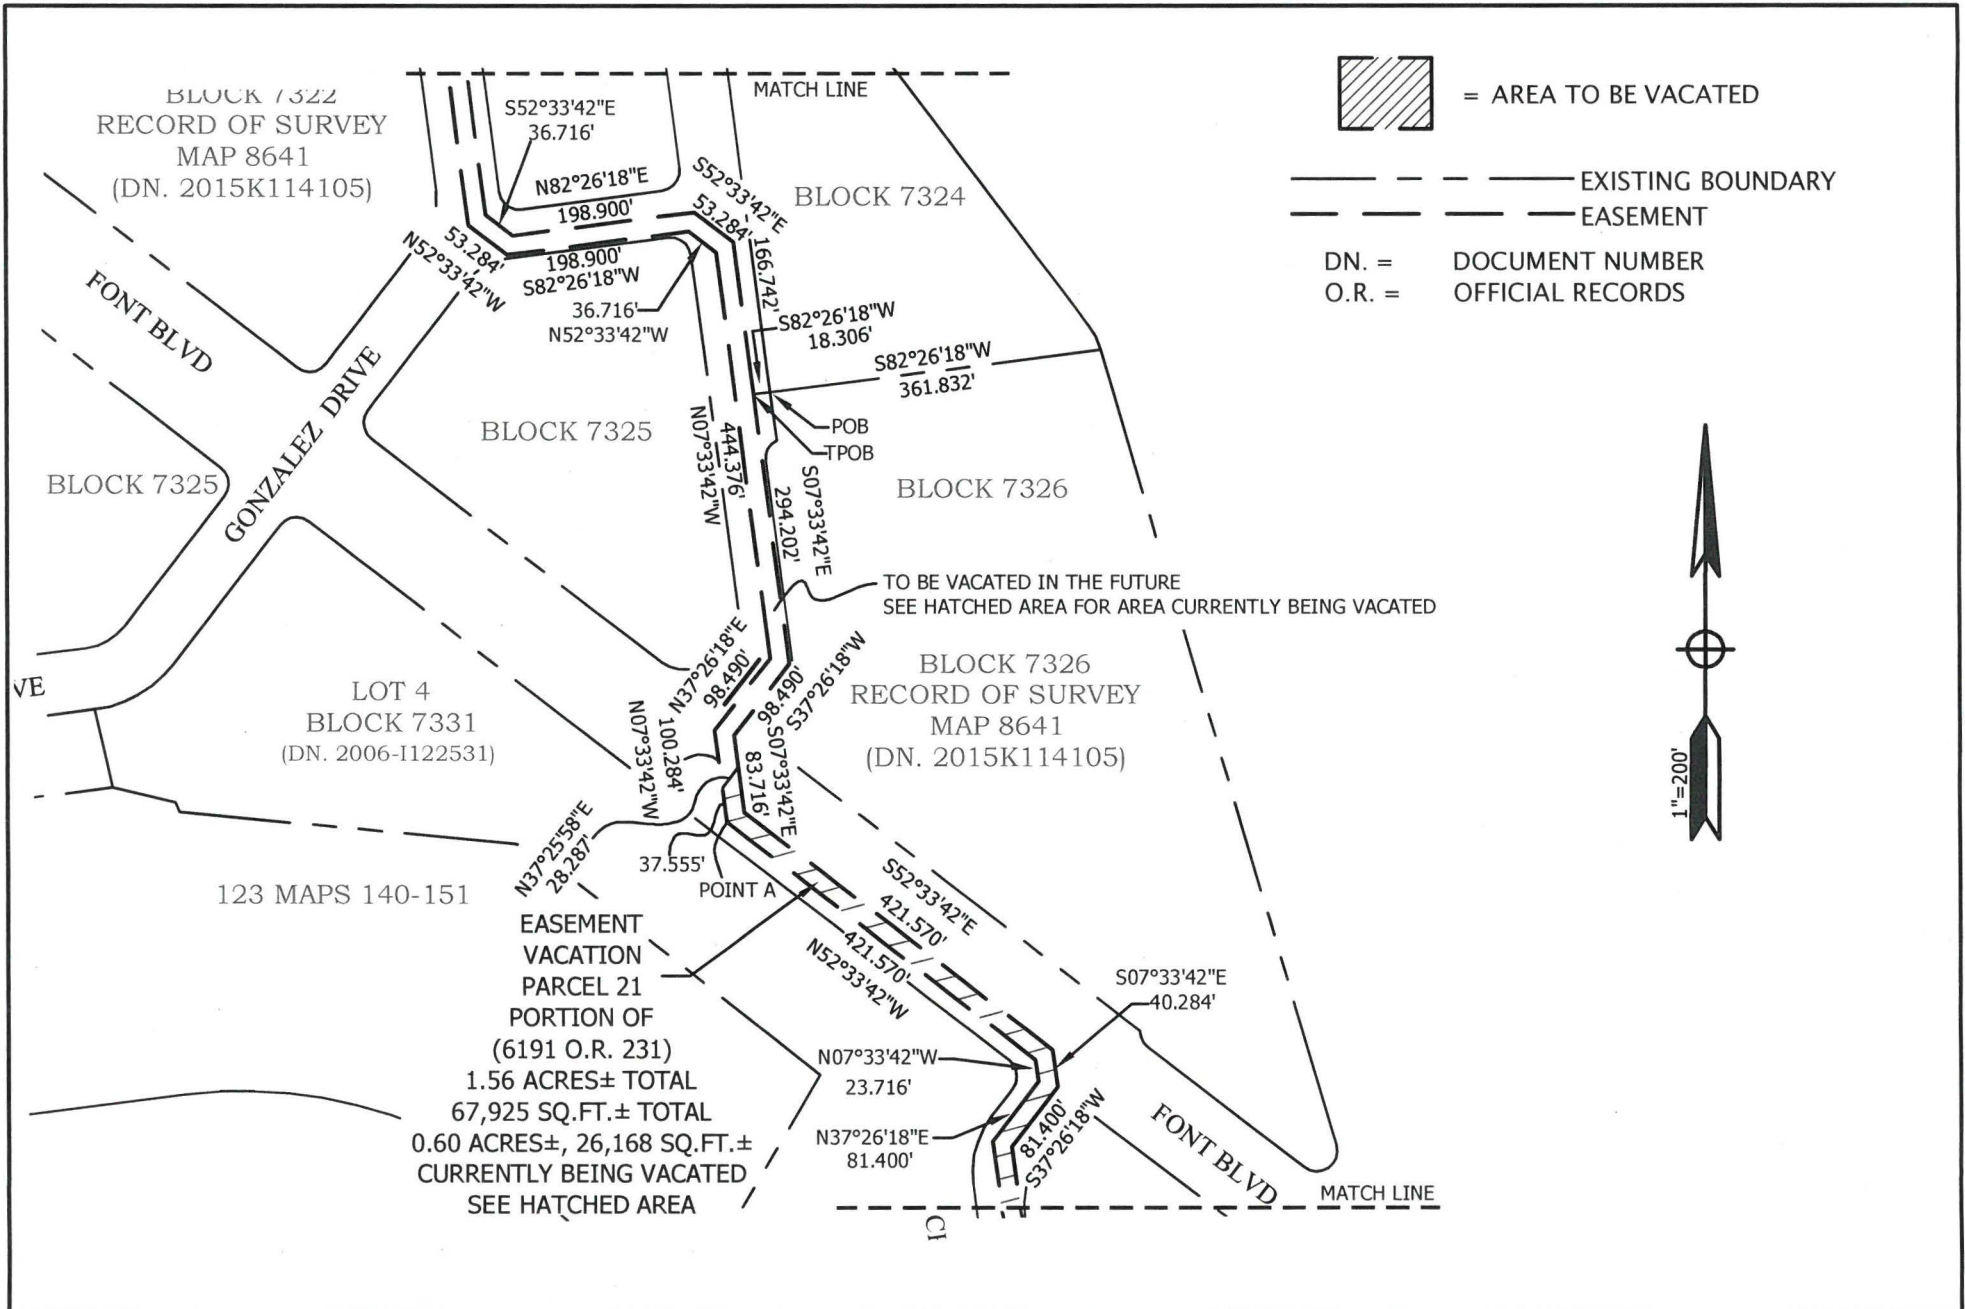 MATCH LINE
BLOCK 7322
RECORD OF SURVEY
MAP 8641
(DN. 2015K114105)
S52°33'42"E
36.716'
N82°26'18"E
198.900'
S52°33'42"E
53.284'
166.742'
BLOCK 7324
53.284'
N52°33'42"W
198.900'
S82°26'18"W
36.716'
N52°33'42"W
S82°26'18"W
18.306'
S82°26'18"W
361.832'
FONT BLVD
GONZALEZ DRIVE
BLOCK 7325
BLOCK 7325
444.376'
N07°33'42"W
POB
TPOB
S07°33'42"E
294.202'
BLOCK 7326
TO BE VACATED IN THE FUTURE
SEE HATCHED AREA FOR AREA CURRENTLY BEING VACATED
N37°26'18"E
98.490'
98.490'
S37°26'18"W
BLOCK 7326
RECORD OF SURVEY
MAP 8641
(DN. 2015K114105)
VE
LOT 4
BLOCK 7331
(DN. 2006-I122531)
N07°33'42"W
100.284'
S07°33'42"E
83.716'
N37°25'58"E
28.287'
37.555'
POINT A
123 MAPS 140-151
S52°33'42"E
421.570'
421.570'
N52°33'42"W
EASEMENT
VACATION
PARCEL 21
PORTION OF
(6191 O.R. 231)
1.56 ACRES± TOTAL
67,925 SQ.FT.± TOTAL
0.60 ACRES±, 26,168 SQ.FT.±
CURRENTLY BEING VACATED
SEE HATCHED AREA
S07°33'42"E
40.284'
N07°33'42"W
23.716'
N37°26'18"E
81.400'
81.400'
S37°26'18"W
FONT BLVD
MATCH LINE
= AREA TO BE VACATED
EXISTING BOUNDARY
EASEMENT
DN. = DOCUMENT NUMBER
O.R. = OFFICIAL RECORDS
1"=200'